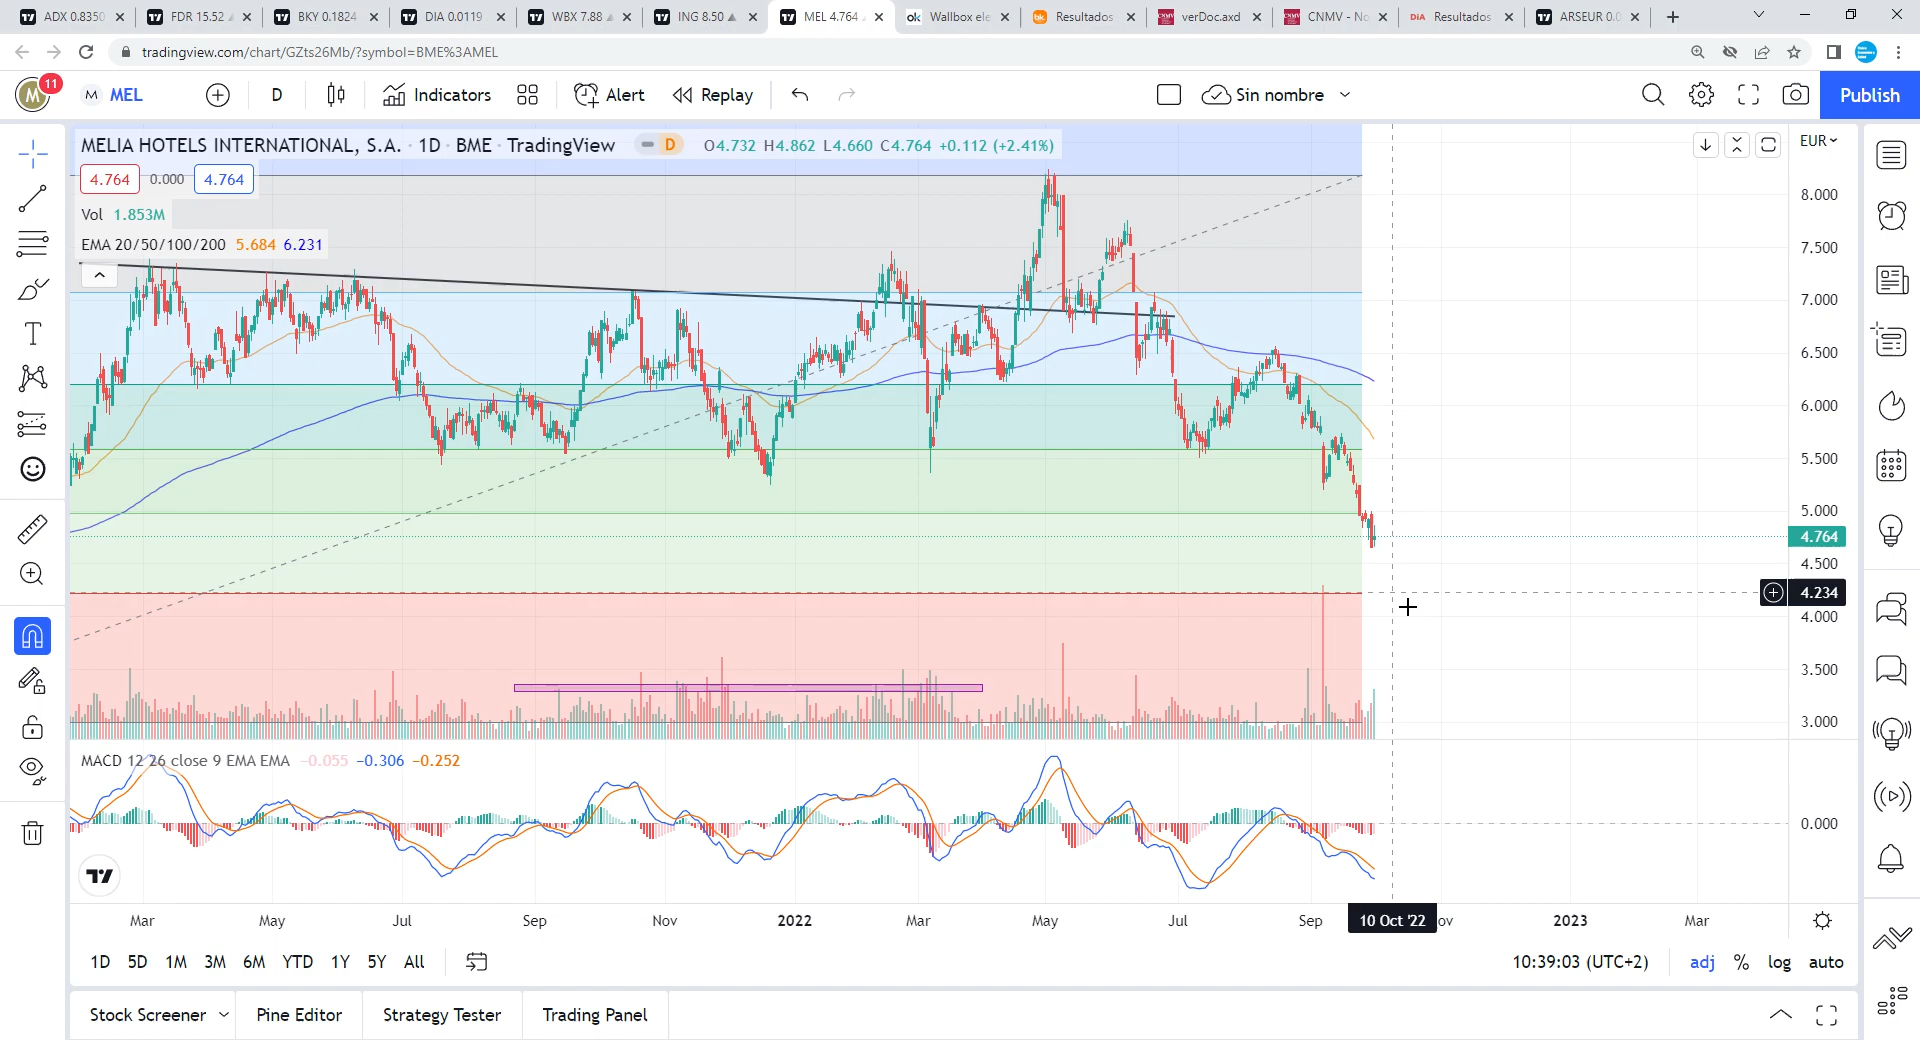 ADX 0.8350
FDR 15.52
BKY 0.1824
DIA 0.0119
WBX 7.88
ING 8.50
MEL 4.764
ok Wallbox ele
bk Resultados
CNMV verDoc.axd
CNMV CNMV - No
DIA Resultados
ARSEUR 0.0
tradingview.com/chart/GZts26Mb/?symbol=BME%3AMEL
M 11
M MEL
D
Indicators
Alert
Replay
Sin nombre
Publish
MELIA HOTELS INTERNATIONAL, S.A. · 1D · BME · TradingView
D
O4.732 H4.862 L4.660 C4.764 +0.112 (+2.41%)
EUR
4.764 0.000 4.764
Vol 1.853M
EMA 20/50/100/200 5.684 6.231
8.000
7.500
7.000
6.500
6.000
5.500
5.000
4.764
4.500
4.234
4.000
3.500
3.000
MACD 12 26 close 9 EMA EMA −0.055 −0.306 −0.252
0.000
Mar May Jul Sep Nov 2022 Mar May Jul Sep 10 Oct '22 ov 2023 Mar
1D 5D 1M 3M 6M YTD 1Y 5Y All
10:39:03 (UTC+2) adj % log auto
Stock Screener Pine Editor Strategy Tester Trading Panel